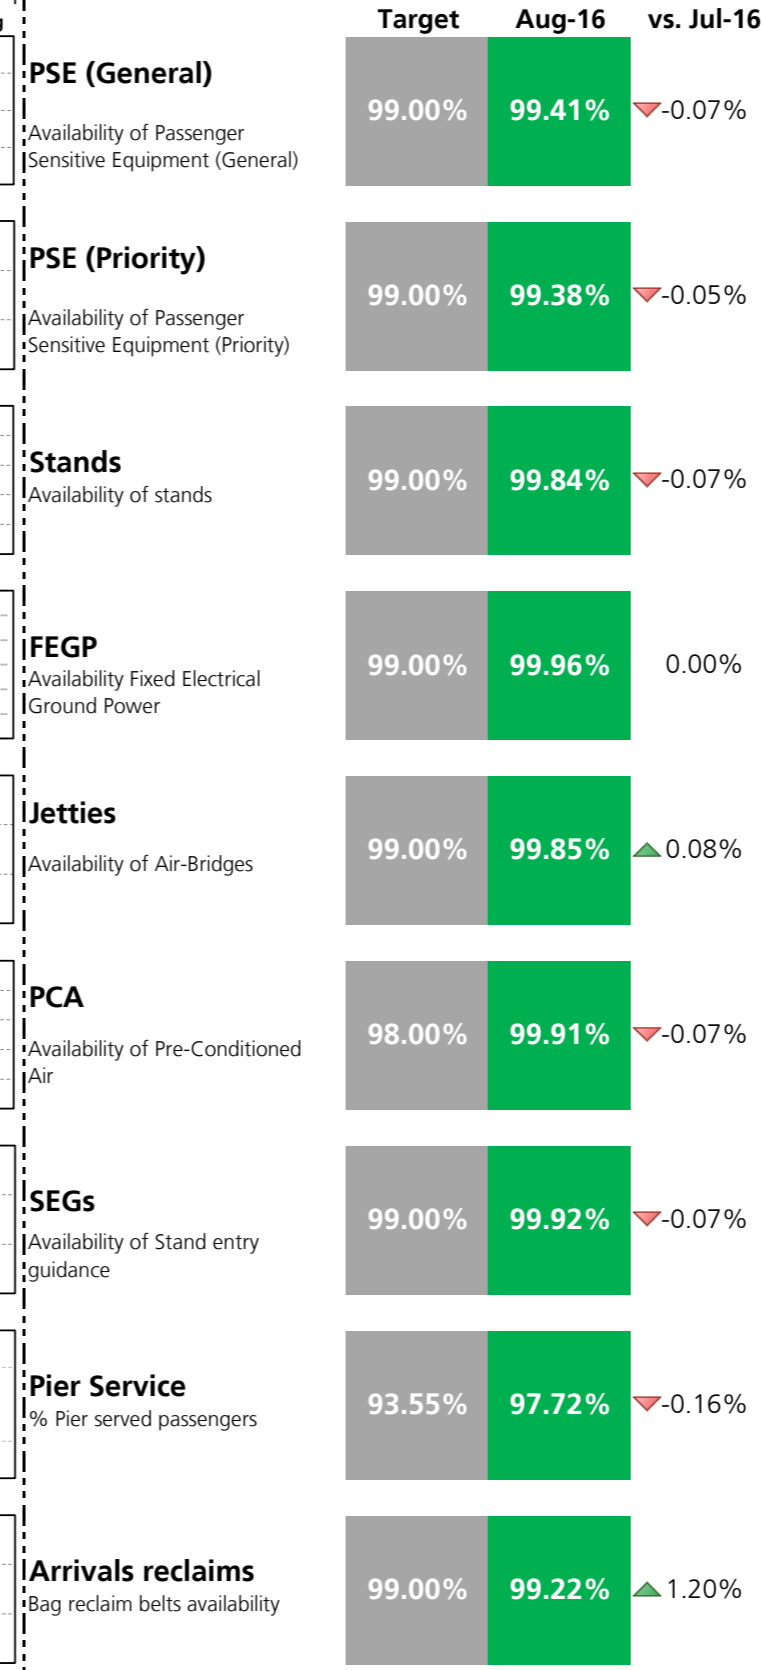 Target Aug-16 vs. Jul-16
PSE (General)
99.00% 99.41% -0.07%
Availability of Passenger
Sensitive Equipment (General)
PSE (Priority)
99.00% 99.38% -0.05%
Availability of Passenger
Sensitive Equipment (Priority)
Stands
99.00% 99.84% -0.07%
Availability of stands
FEGP
99.00% 99.96% 0.00%
Availability Fixed Electrical
Ground Power
Jetties
99.00% 99.85% 0.08%
Availability of Air-Bridges
PCA
98.00% 99.91% -0.07%
Availability of Pre-Conditioned
Air
SEGs
99.00% 99.92% -0.07%
Availability of Stand entry
guidance
Pier Service
93.55% 97.72% -0.16%
% Pier served passengers
Arrivals reclaims
99.00% 99.22% 1.20%
Bag reclaim belts availability